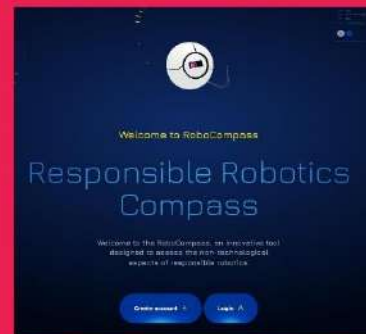 Welcome to RoboCompass
Responsible Robotics
Compass
Welcome to the RoboCompass, an innovative tool
designed to assess the non-technological
aspects of responsible robotics
Create account
Login